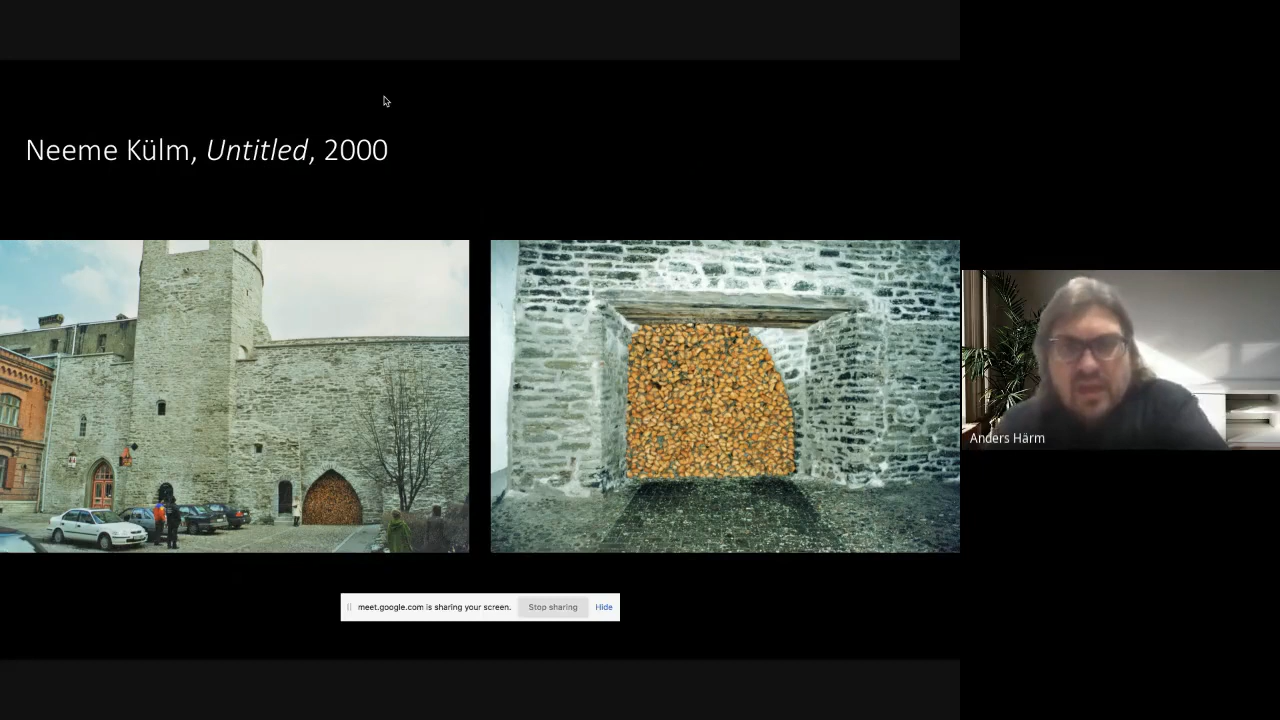 Neeme Külm, Untitled, 2000
Anders Härm
meet.google.com is sharing your screen. Stop sharing Hide